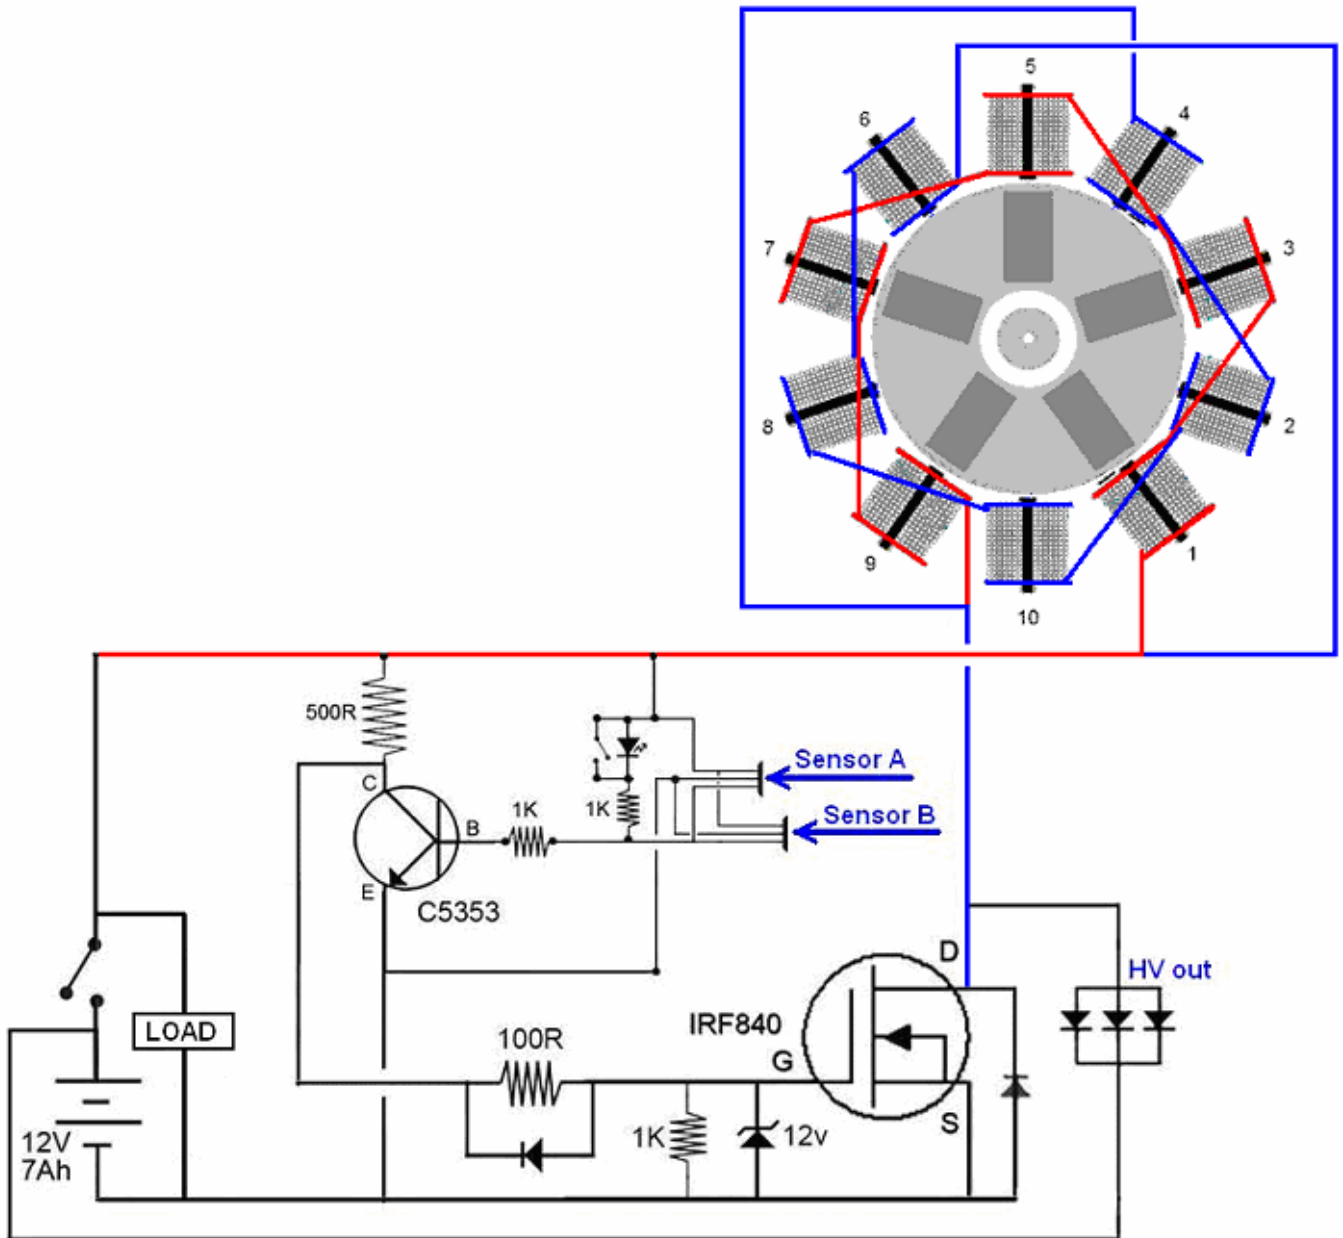 5
6
4
7
3
8
2
9
1
10
500R
Sensor A
C
1K
1K
Sensor B
B
E
C5353
D
HV out
LOAD
IRF840
100R
G
12V
7Ah
1K
12v
S